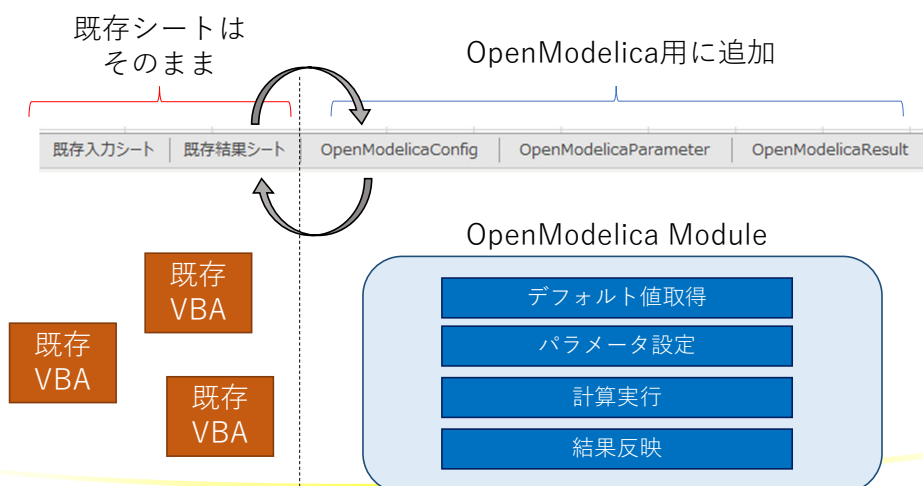 既存シートは
そのまま
OpenModelica用に追加
既存入力シート
既存結果シート
OpenModelicaConfig
OpenModelicaParameter
OpenModelicaResult
OpenModelica Module
既存
VBA
既存
VBA
既存
VBA
デフォルト値取得
パラメータ設定
計算実行
結果反映